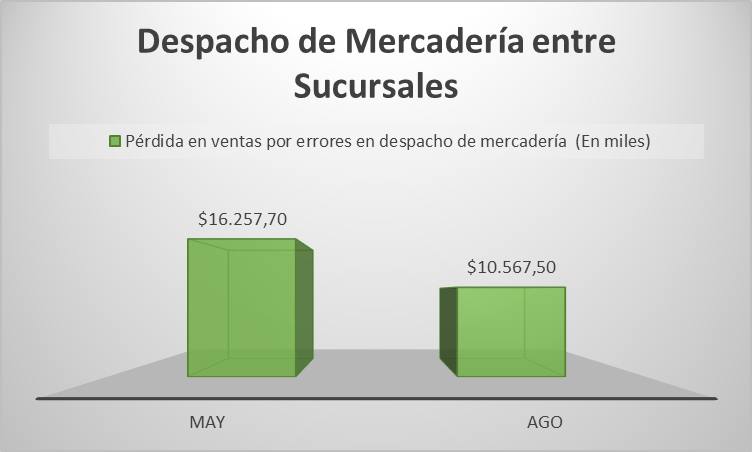 Despacho de Mercadería entre
Sucursales
Pérdida en ventas por errores en despacho de mercadería  (En miles)
$16.257,70
$10.567,50
MAY
AGO